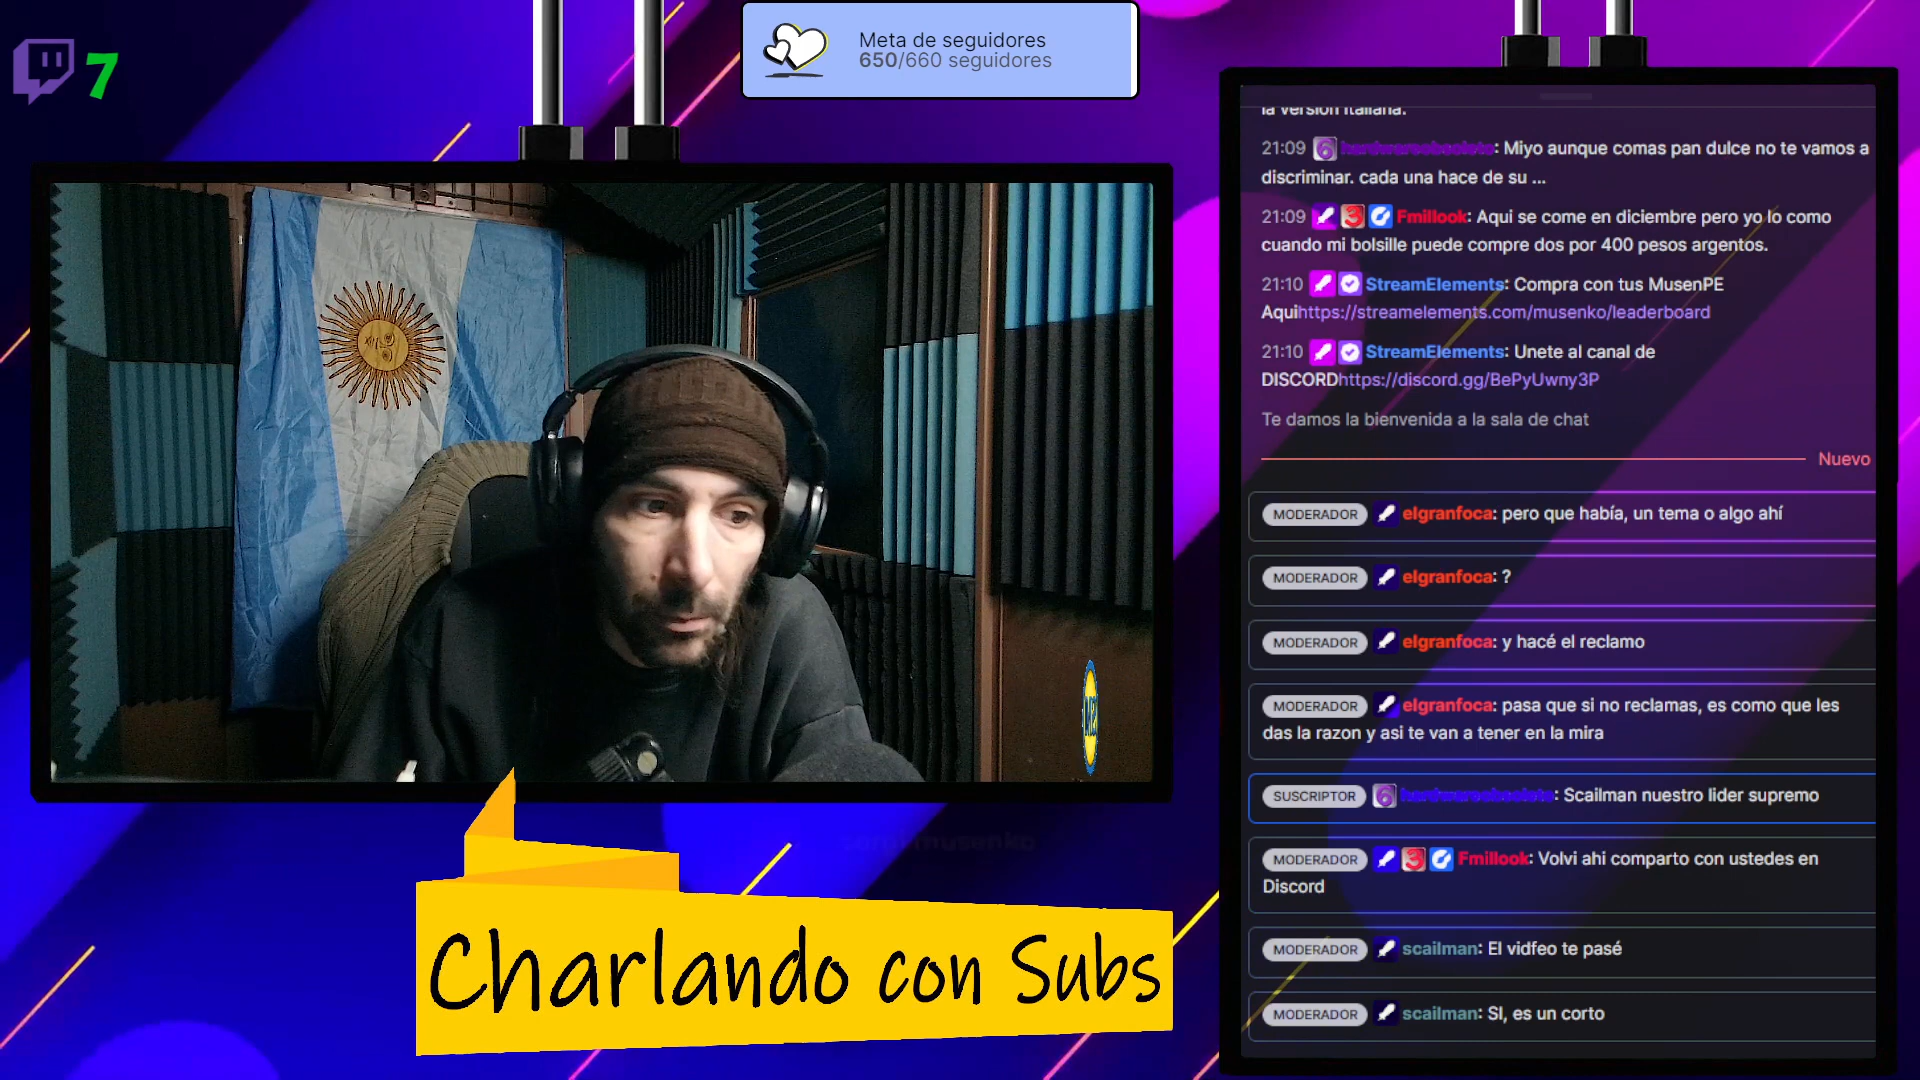 7
Meta de seguidores
650/660 seguidores
la versión italiana.
21:09 hardwareobsoleto: Miyo aunque comas pan dulce no te vamos a
discriminar. cada una hace de su ...
21:09 Fmillook: Aqui se come en diciembre pero yo lo como
cuando mi bolsille puede compre dos por 400 pesos argentos.
21:10 StreamElements: Compra con tus MusenPE
Aquihttps://streamelements.com/musenko/leaderboard
21:10 StreamElements: Unete al canal de
DISCORDhttps://discord.gg/BePyUwny3P
Te damos la bienvenida a la sala de chat
Nuevo
MODERADOR elgranfoca: pero que había, un tema o algo ahí
MODERADOR elgranfoca: ?
MODERADOR elgranfoca: y hacé el reclamo
MODERADOR elgranfoca: pasa que si no reclamas, es como que les
das la razon y asi te van a tener en la mira
SUSCRIPTOR hardwareobsoleto: Scailman nuestro lider supremo
MODERADOR Fmillook: Volvi ahi comparto con ustedes en
Discord
MODERADOR scailman: El vidfeo te pasé
MODERADOR scailman: SI, es un corto
Charlando con Subs